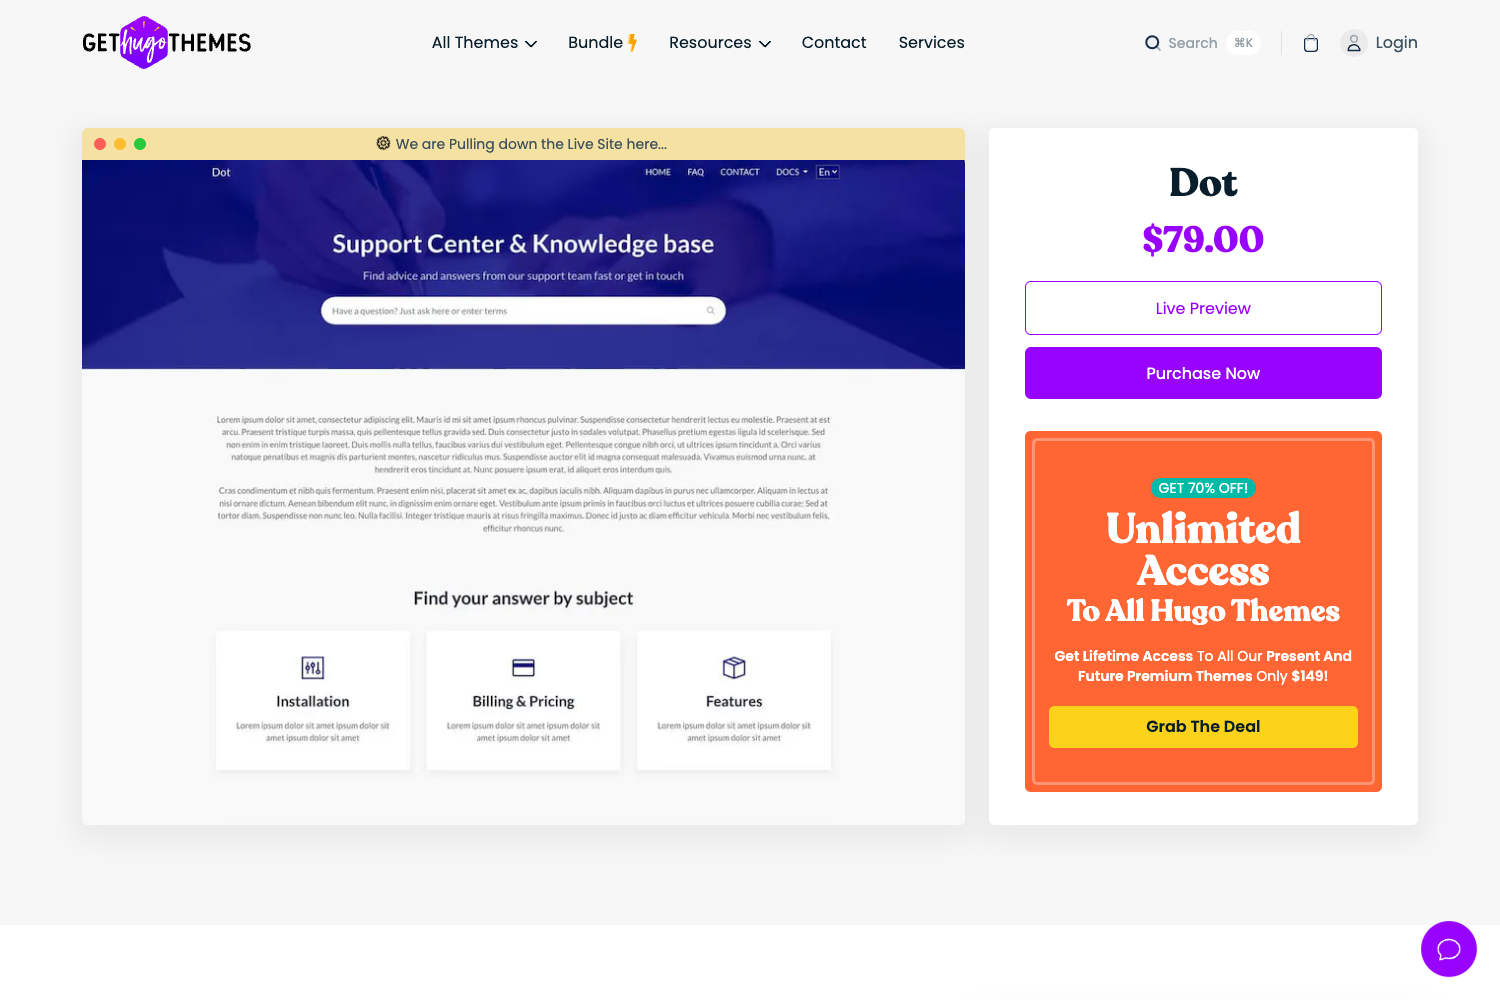 GET hugo THEMES
All Themes
Bundle
Resources
Contact
Services
Search ⌘K
Login
We are Pulling down the Live Site here...
Dot
HOME FAQ CONTACT DOCS En
Support Center & Knowledge base
Find advice and answers from our support team fast or get in touch
Have a question? Just ask here or enter terms
Lorem ipsum dolor sit amet, consectetur adipiscing elit. Mauris id mi sit amet ipsum rhoncus pulvinar. Suspendisse consectetur hendrerit lectus eu molestie. Praesent at est
arcu. Praesent tristique turpis massa, quis pellentesque tellus gravida sed. Duis consectetur justo in sodales volutpat. Phasellus pretium egestas ligula id scelerisque. Sed
non enim in enim tristique laoreet. Duis mollis nulla tellus, faucibus varius dui vestibulum eget. Pellentesque congue nibh orci, ut ultrices ipsum tincidunt a. Orci varius
natoque penatibus et magnis dis parturient montes, nascetur ridiculus mus. Suspendisse auctor elit id magna consequat malesuada. Vivamus euismod urna nunc, at
hendrerit eros tincidunt at. Nunc posuere ipsum erat, id aliquet eros interdum quis.
Cras condimentum et nibh quis fermentum. Praesent enim nisi, placerat sit amet ex ac, dapibus iaculis nibh. Aliquam dapibus in purus nec ullamcorper. Aliquam in lectus at
nisi ornare dictum. Aenean bibendum elit nunc, in dignissim enim ornare eget. Vestibulum ante ipsum primis in faucibus orci luctus et ultrices posuere cubilia curae; Sed at
tortor diam. Suspendisse non nunc leo. Nulla facilisi. Integer tristique mauris at risus fringilla maximus. Donec id justo ac diam efficitur vehicula. Morbi nec vestibulum felis,
efficitur rhoncus nunc.
Find your answer by subject
Installation
Lorem ipsum dolor sit amet ipsum dolor sit
amet ipsum dolor sit amet
Billing & Pricing
Lorem ipsum dolor sit amet ipsum dolor sit
amet ipsum dolor sit amet
Features
Lorem ipsum dolor sit amet ipsum dolor sit
amet ipsum dolor sit amet
Dot
$79.00
Live Preview
Purchase Now
GET 70% OFF!
Unlimited
Access
To All Hugo Themes
Get Lifetime Access To All Our Present And
Future Premium Themes Only $149!
Grab The Deal